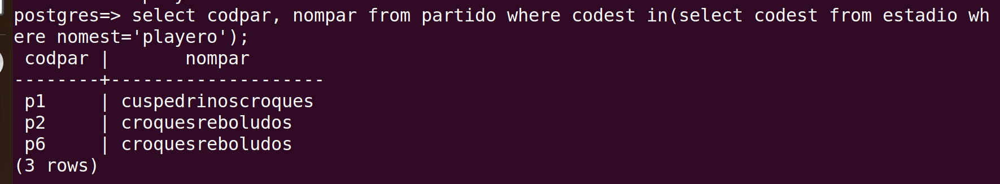 postgres=> select codpar, nompar from partido where codest in(select codest from estadio wh
ere nomest='playero');
 codpar |       nompar
--------+--------------------
 p1     | cuspedrinoscroques
 p2     | croquesreboludos
 p6     | croquesreboludos
(3 rows)